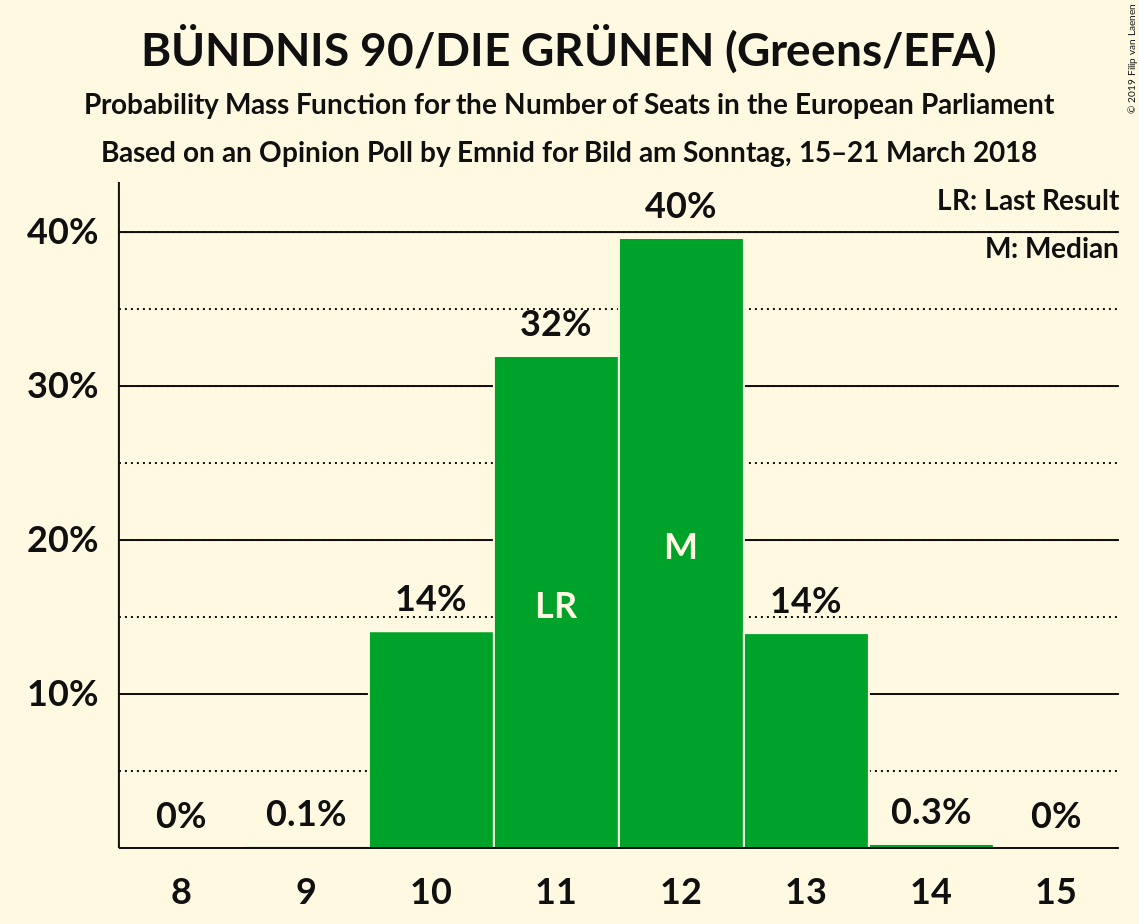 BÜNDNIS 90/DIE GRÜNEN (Greens/EFA)
Probability Mass Function for the Number of Seats in the European Parliament
Based on an Opinion Poll by Emnid for Bild am Sonntag, 15–21 March 2018
© 2019 Filip van Laenen
LR: Last Result
M: Median
40%
30%
20%
10%
0%
0.1%
14%
32%
40%
14%
0.3%
0%
LR
M
8
9
10
11
12
13
14
15